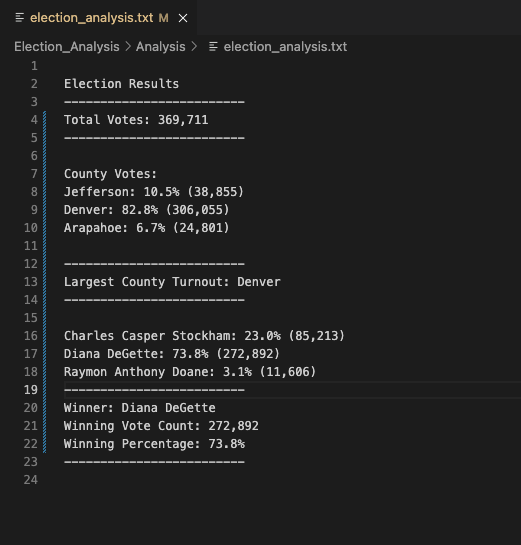 election_analysis.txt M ×
Election_Analysis > Analysis > election_analysis.txt
1
2 Election Results
3 -------------------------
4 Total Votes: 369,711
5 -------------------------
6
7 County Votes:
8 Jefferson: 10.5% (38,855)
9 Denver: 82.8% (306,055)
10 Arapahoe: 6.7% (24,801)
11
12 -------------------------
13 Largest County Turnout: Denver
14 -------------------------
15
16 Charles Casper Stockham: 23.0% (85,213)
17 Diana DeGette: 73.8% (272,892)
18 Raymon Anthony Doane: 3.1% (11,606)
19 -------------------------
20 Winner: Diana DeGette
21 Winning Vote Count: 272,892
22 Winning Percentage: 73.8%
23 -------------------------
24